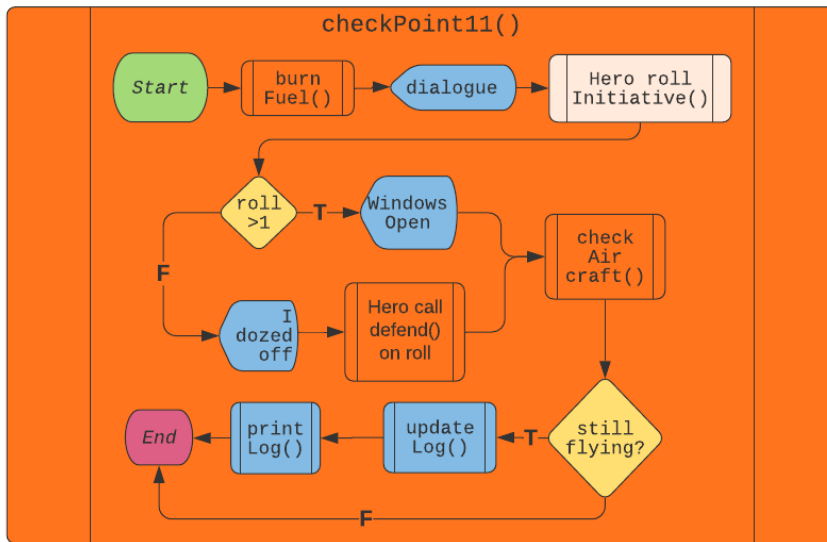 checkPoint11()
Start
burn
Fuel()
dialogue
Hero roll
Initiative()
roll
>1
T
Windows
Open
check
Air
craft()
F
I
dozed
off
Hero call
defend()
on roll
still
flying?
T
update
Log()
print
Log()
End
F